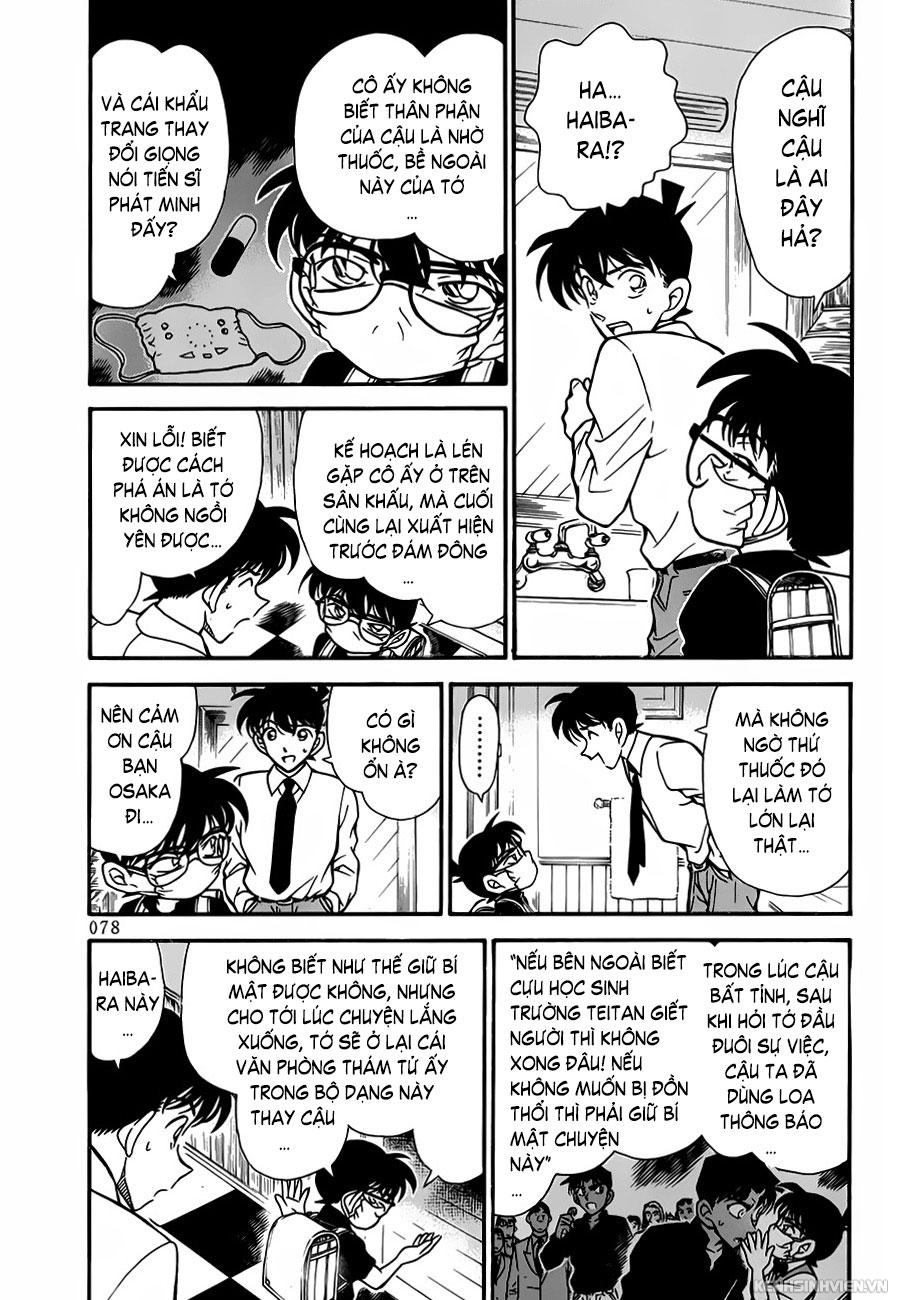 CẬU
NGHĨ
CẬU
LÀ AI
ĐÂY
HẢ?
HA...
HAIBA-
RA!?
CÔ ẤY KHÔNG
BIẾT THÂN PHẬN
CỦA CẬU LÀ NHỜ
THUỐC, BỀ NGOÀI
NÀY CỦA TỚ
...
VÀ CÁI KHẨU
TRANG THAY
ĐỔI GIỌNG
NÓI TIẾN SĨ
PHÁT MINH
ĐẤY?
KẾ HOẠCH LÀ LÉN
GẶP CÔ ẤY Ở TRÊN
SÂN KHẤU, MÀ CUỐI
CÙNG LẠI XUẤT HIỆN
TRƯỚC ĐÁM ĐÔNG
...
XIN LỖI! BIẾT
ĐƯỢC CÁCH
PHÁ ÁN LÀ TỚ
KHÔNG NGỒI
YÊN ĐƯỢC...
MÀ KHÔNG
NGỜ THỨ
THUỐC ĐÓ
LẠI LÀM TỚ
LỚN LẠI
THẬT...
........
CÓ GÌ
KHÔNG
ỔN À?
NÊN CẢM
ƠN CẬU
BẠN
OSAKA
ĐI...
078
TRONG LÚC CẬU
BẤT TỈNH, SAU
KHI HỎI TỚ ĐẦU
ĐUÔI SỰ VIỆC,
CẬU TA ĐÃ
DÙNG LOA
THÔNG BÁO
...
"NẾU BÊN NGOÀI BIẾT
CỰU HỌC SINH
TRƯỜNG TEITAN GIẾT
NGƯỜI THÌ KHÔNG
XONG ĐÂU! NẾU
KHÔNG MUỐN BỊ ĐỒN
THỔI THÌ PHẢI GIỮ BÍ
MẬT CHUYỆN
NÀY"
...
KHÔNG BIẾT NHƯ THẾ GIỮ BÍ
MẬT ĐƯỢC KHÔNG, NHƯNG
CHO TỚI LÚC CHUYỆN LẮNG
XUỐNG, TỚ SẼ Ở LẠI CÁI
VĂN PHÒNG THÁM TỬ ẤY
TRONG BỘ DẠNG NÀY
THAY CẬU
...
HAIBA-
RA NÀY
...
KENHSINHVIEN.VN